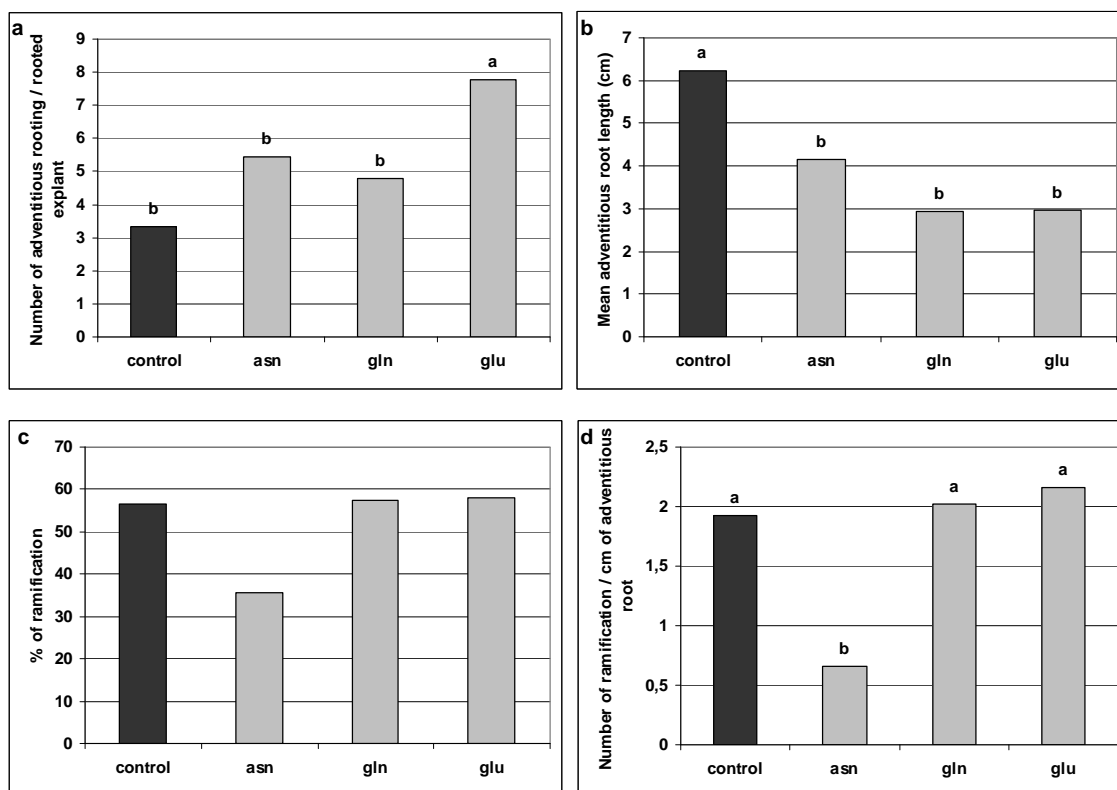 a
Number of adventitious rooting / rooted
explant
9
8
7
6
5
4
3
2
1
0
b
b
b
a
control asn gln glu
b
Mean adventitious root length (cm)
7
6
5
4
3
2
1
0
a
b
b
b
control asn gln glu
c
% of ramification
70
60
50
40
30
20
10
0
control asn gln glu
d
Number of ramification / cm of adventitious
root
2,5
2
1,5
1
0,5
0
a
b
a
a
control asn gln glu